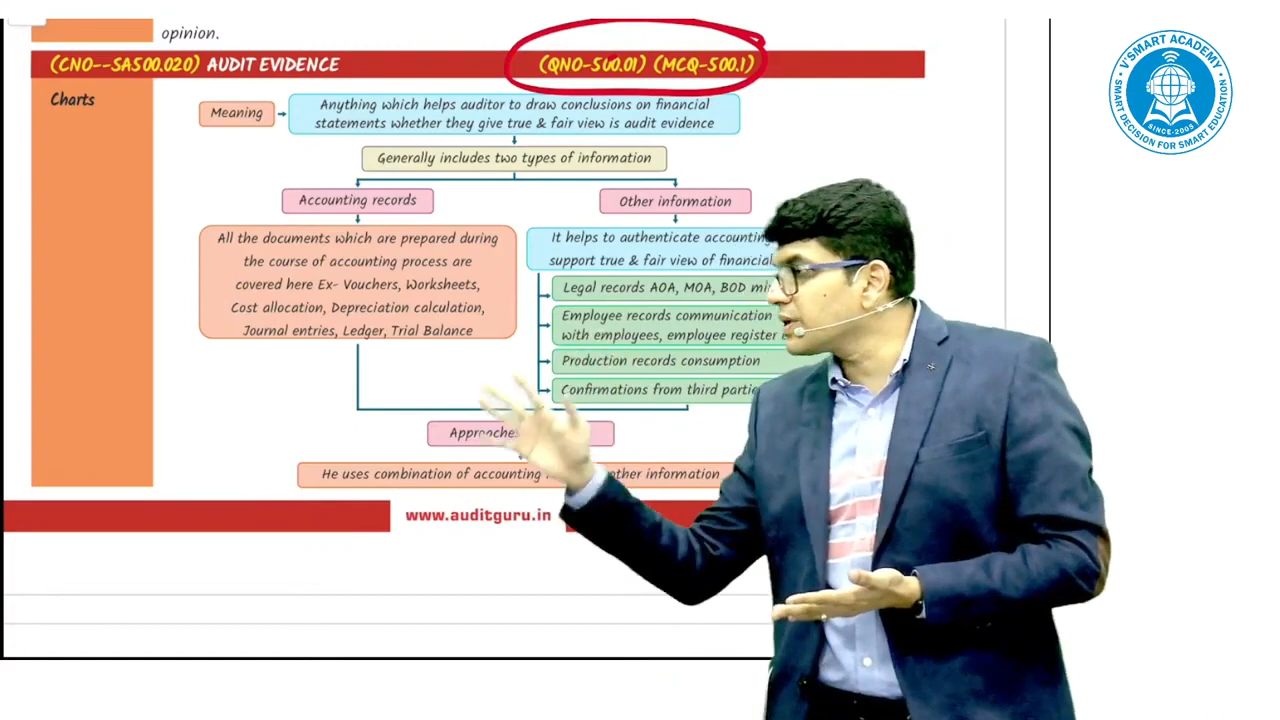 opinion.
(CNO--SA500.020) AUDIT EVIDENCE (QNO-500.01) (MCQ-500.1)
Charts
Meaning
Anything which helps auditor to draw conclusions on financial
statements whether they give true & fair view is audit evidence
Generally includes two types of information
Accounting records
Other information
All the documents which are prepared during
the course of accounting process are
covered here Ex- Vouchers, Worksheets,
Cost allocation, Depreciation calculation,
Journal entries, Ledger, Trial Balance
It helps to authenticate accounting
support true & fair view of financial
Legal records AOA, MOA, BOD
Employee records communication
with employees, employee register
Production records consumption
Confirmations from third
Approaches
He uses combination of accounting other information
www.auditguru.in
V'SMART ACADEMY
SINCE-2005
SMART DECISION FOR SMART EDUCATION